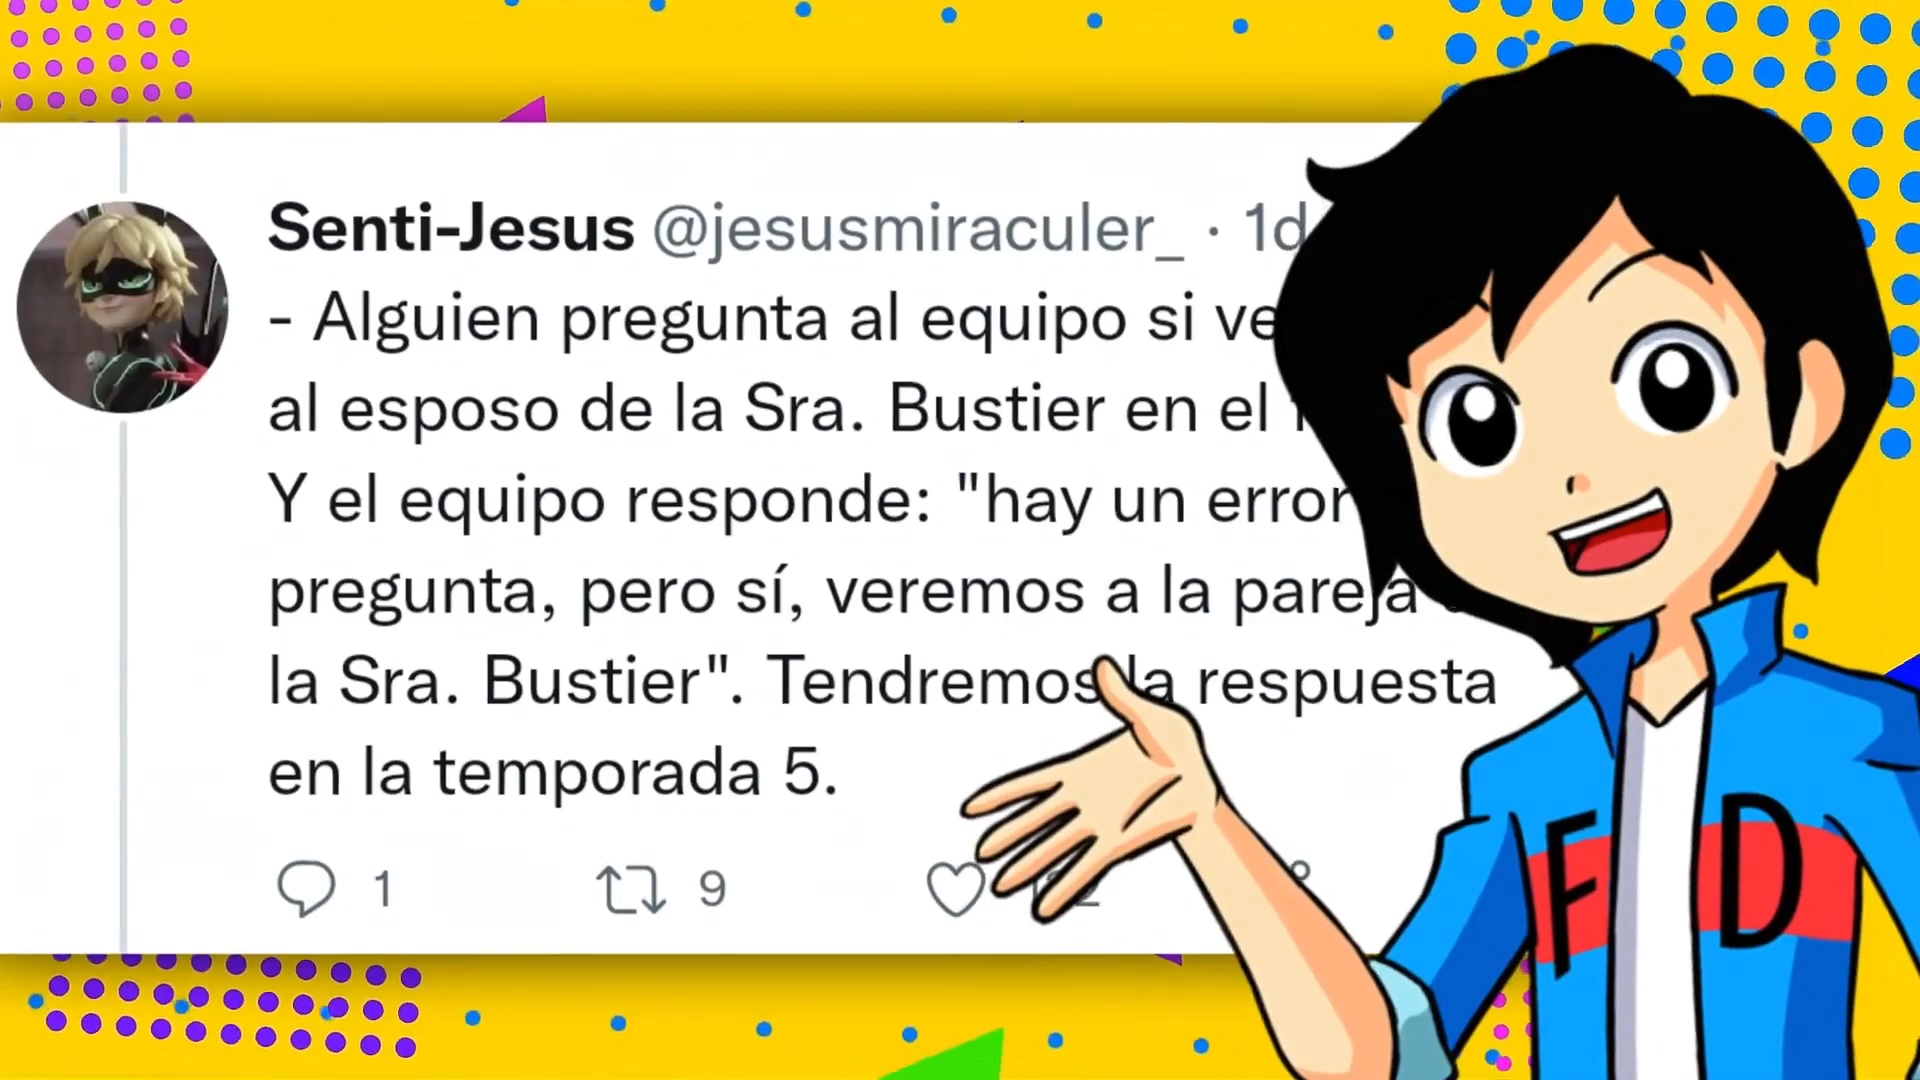 Senti-Jesus @jesusmiraculer_ · 1d
- Alguien pregunta al equipo si
al esposo de la Sra. Bustier en el
Y el equipo responde: "hay un error
pregunta, pero sí, veremos a la pareja
la Sra. Bustier". Tendremos la respuesta
en la temporada 5.
1 9
F D